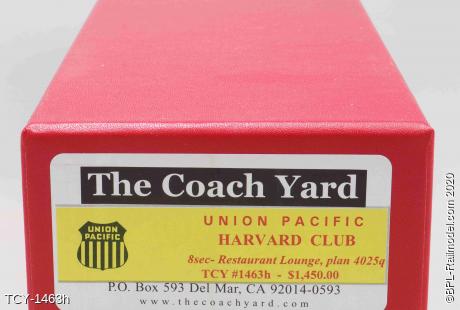 The Coach Yard
UNION
PACIFIC
UNION PACIFIC
HARVARD CLUB
8sec- Restaurant Lounge, plan 4025q
TCY #1463h - $1,450.00
P.O. Box 593 Del Mar, CA 92014-0593
www.thecoachyard.com
TCY-1463h
©BPL-Railmodel.com 2020